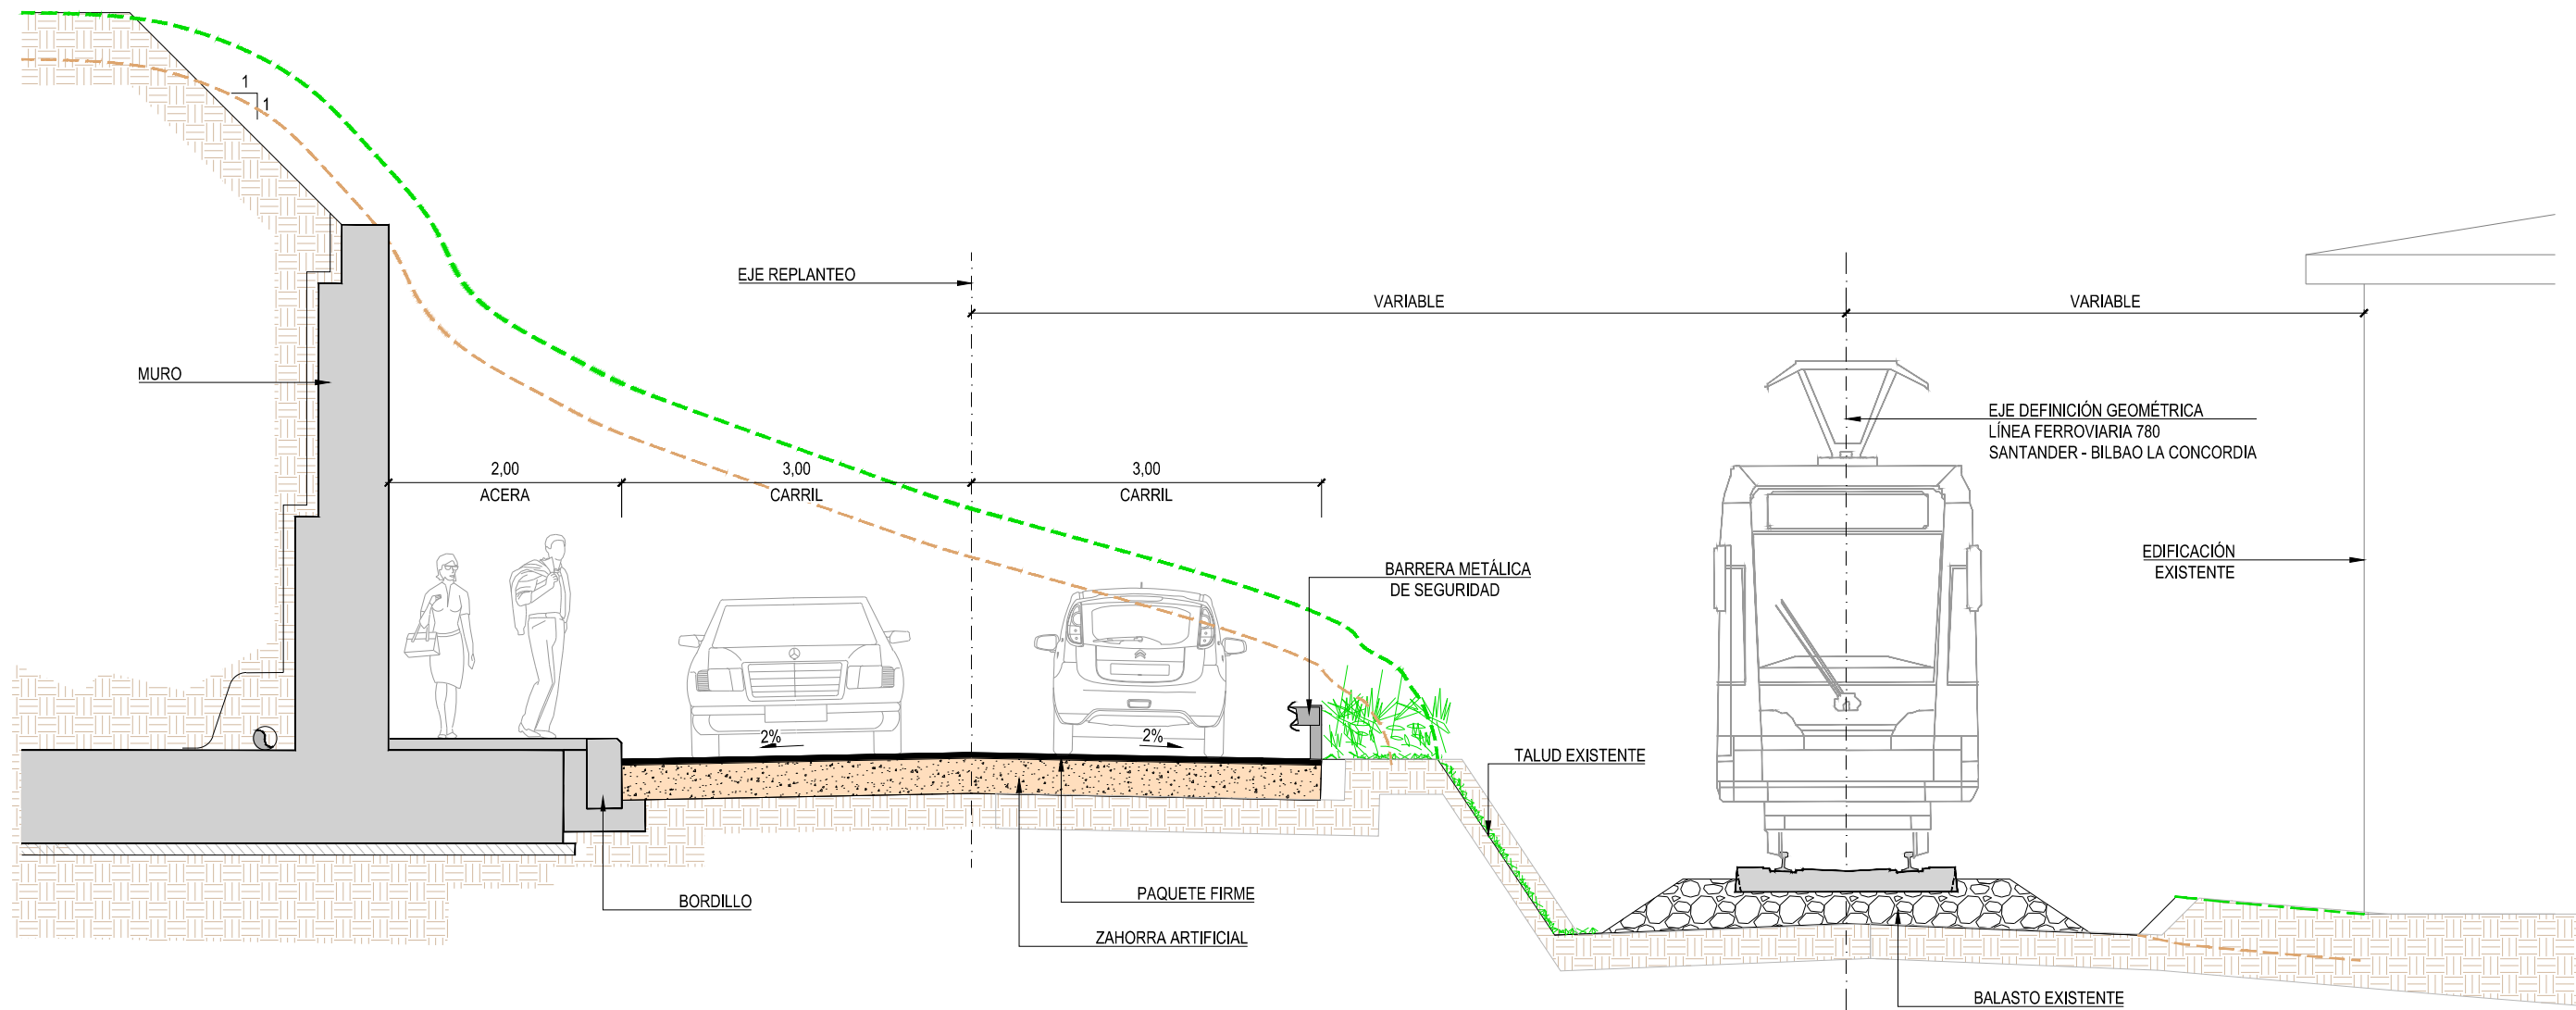 1
1
EJE REPLANTEO
VARIABLE
VARIABLE
MURO
EJE DEFINICIÓN GEOMÉTRICA
LÍNEA FERROVIARIA 780
SANTANDER - BILBAO LA CONCORDIA
2,00
ACERA
3,00
CARRIL
3,00
CARRIL
EDIFICACIÓN
EXISTENTE
BARRERA METÁLICA
DE SEGURIDAD
2%
2%
TALUD EXISTENTE
BORDILLO
PAQUETE FIRME
ZAHORRA ARTIFICIAL
BALASTO EXISTENTE